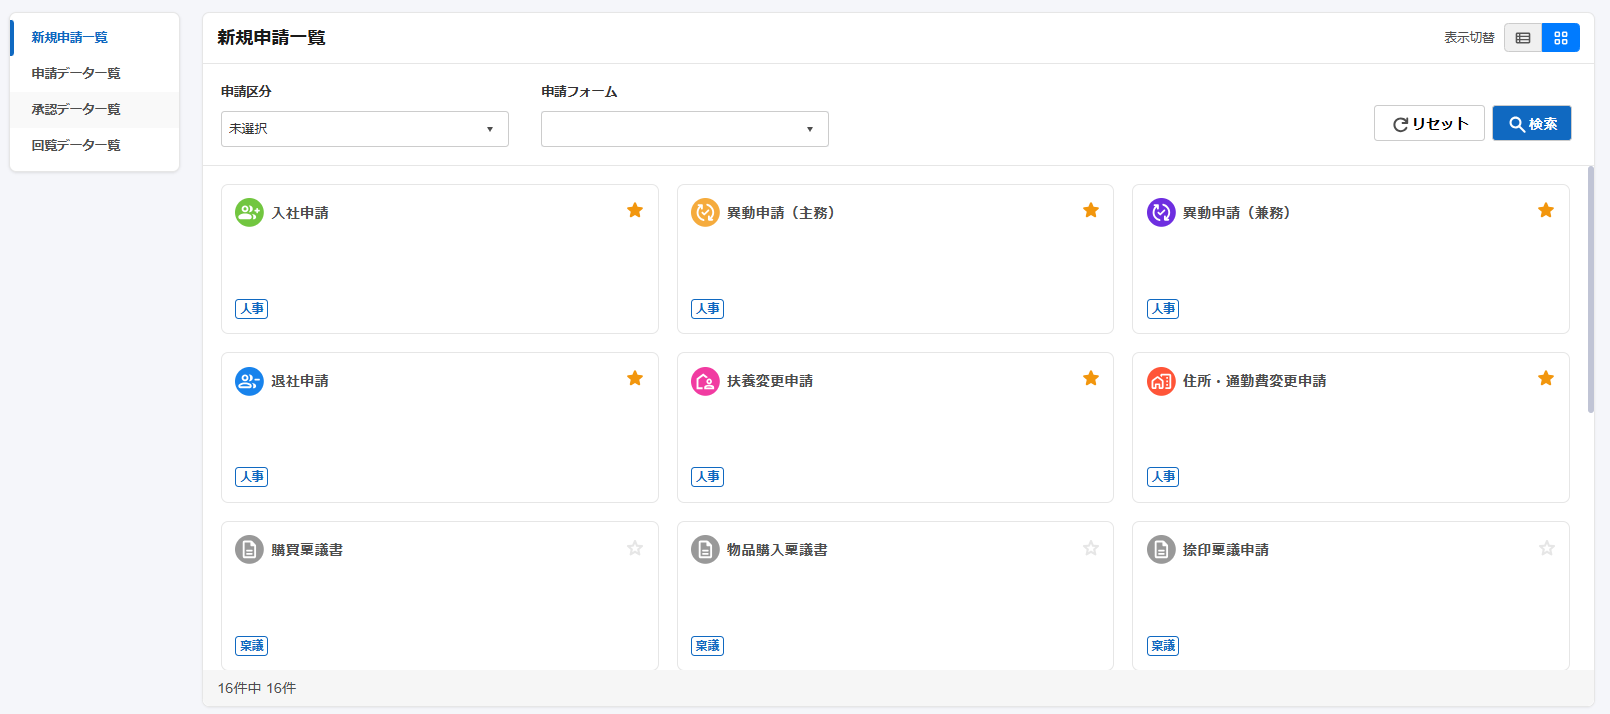 新規申請一覧
申請データ一覧
承認データ一覧
回覧データ一覧
新規申請一覧
表示切替
申請区分
申請フォーム
未選択
リセット
検索
入社申請
人事
異動申請（主務）
人事
異動申請（兼務）
人事
退社申請
人事
扶養変更申請
人事
住所・通勤費変更申請
人事
購買稟議書
稟議
物品購入稟議書
稟議
捺印稟議申請
稟議
16件中 16件